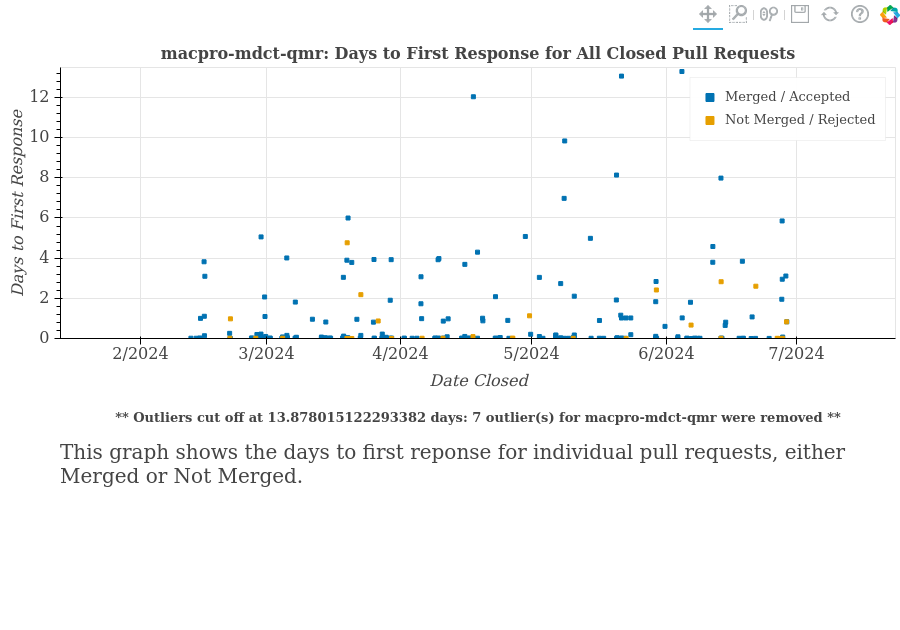 macpro-mdct-qmr: Days to First Response for All Closed Pull Requests
Days to First Response
12
10
8
6
4
2
0
Merged / Accepted
Not Merged / Rejected
2/2024 3/2024 4/2024 5/2024 6/2024 7/2024
Date Closed
** Outliers cut off at 13.878015122293382 days: 7 outlier(s) for macpro-mdct-qmr were removed **
This graph shows the days to first reponse for individual pull requests, either
Merged or Not Merged.